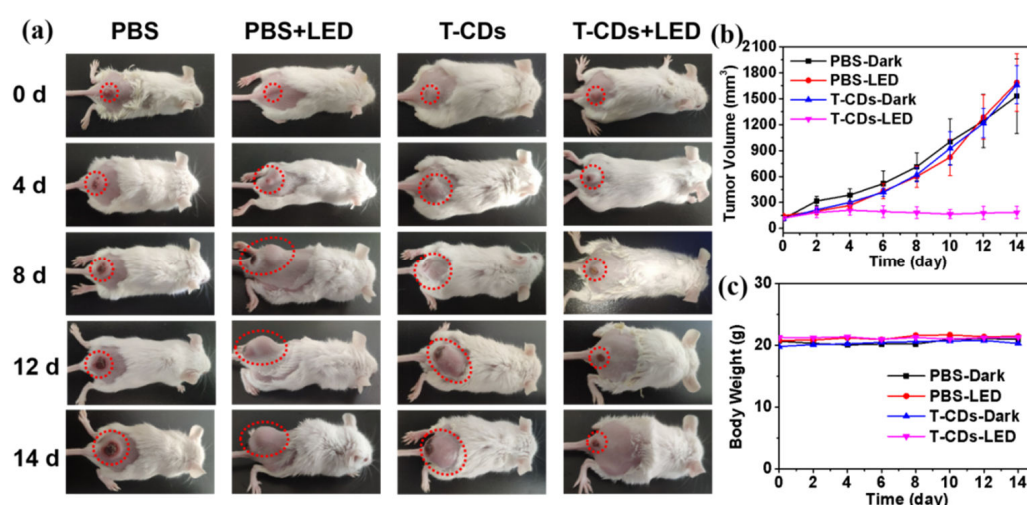 (a)
PBS
PBS+LED
T-CDs
T-CDs+LED
0 d
4 d
8 d
12 d
14 d
(b)
Tumor Volume (mm³)
2100
1800
1500
1200
900
600
300
0
PBS-Dark
PBS-LED
T-CDs-Dark
T-CDs-LED
0 2 4 6 8 10 12 14
Time (day)
(c)
Body Weight (g)
30
20
10
0
PBS-Dark
PBS-LED
T-CDs-Dark
T-CDs-LED
0 2 4 6 8 10 12 14
Time (day)